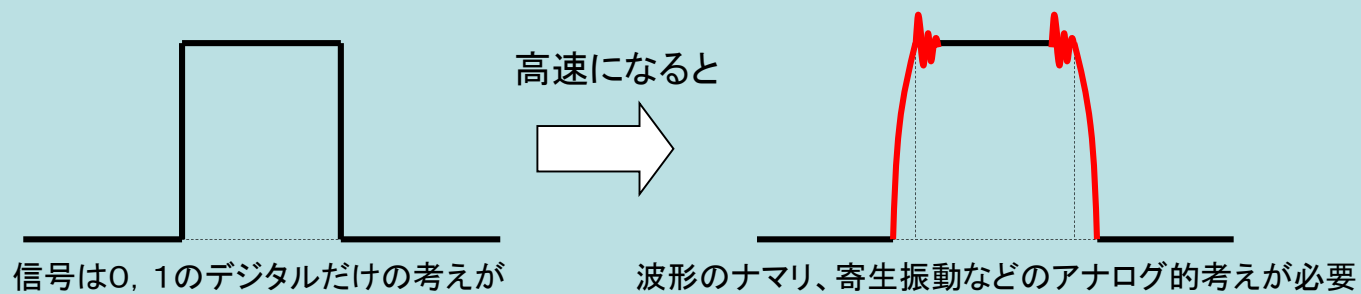 高速になると
信号は0，1のデジタルだけの考えが
波形のナマリ、寄生振動などのアナログ的考えが必要